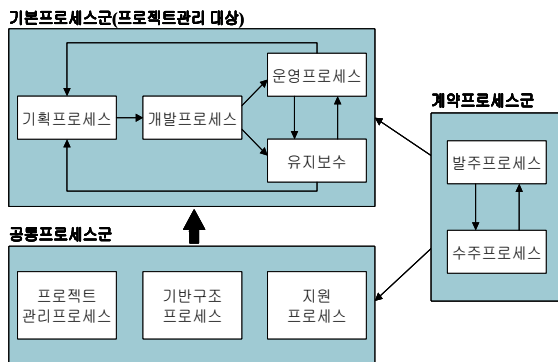 기본프로세스군(프로젝트관리 대상)
운영프로세스
기획프로세스
개발프로세스
유지보수
계약프로세스군
발주프로세스
수주프로세스
공통프로세스군
프로젝트
관리프로세스
기반구조
프로세스
지원
프로세스